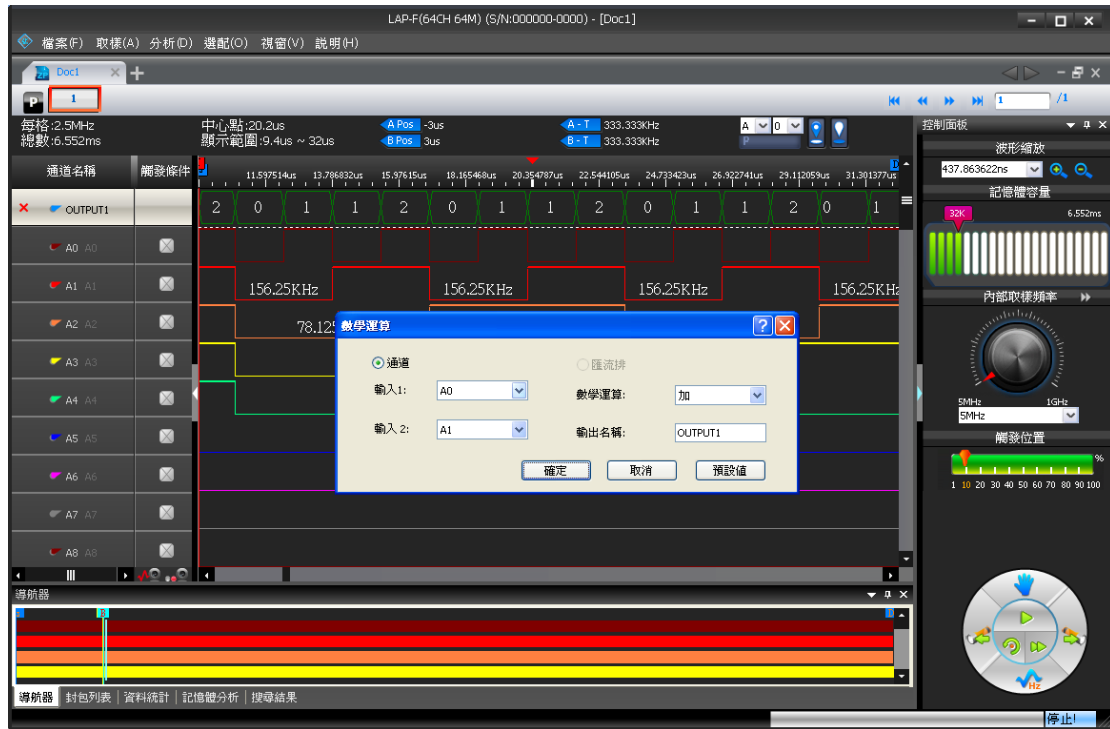 LAP-F(64CH 64M) (S/N:000000-0000) - [Doc1]
檔案(F) 取樣(A) 分析(D) 選配(O) 視窗(V) 說明(H)
Doc1
P 1 1 /1
每格:2.5MHz 中心點:20.2us A Pos -3us A - T 333.333KHz A 0
總數:6.552ms 顯示範圍:9.4us ~ 32us B Pos 3us B - T 333.333KHz P
控制面板
波形縮放
437.863622ns
記憶體容量
32K 6.552ms
內部取樣頻率
5MHz 1GHz
5MHz
觸發位置
%
1 10 20 30 40 50 60 70 80 90 100
Hz
通道名稱 觸發條件 11.597514us 13.786832us 15.97615us 18.165468us 20.354787us 22.544105us 24.733423us 26.922741us 29.112059us 31.301377us
OUTPUT1 2 0 1 1 2 0 1 1 2 0 1 1 2 0 1
A0 A0
A1 A1 156.25KHz 156.25KHz 156.25KHz 156.25KHz
A2 A2 78.125
A3 A3
A4 A4
A5 A5
A6 A6
A7 A7
A8 A8
數學運算
通道 匯流排
輸入1: A0 數學運算: 加
輸入 2: A1 輸出名稱: OUTPUT1
確定 取消 預設值
導航器
B D
導航器 封包列表 資料統計 記憶體分析 搜尋結果
停止!